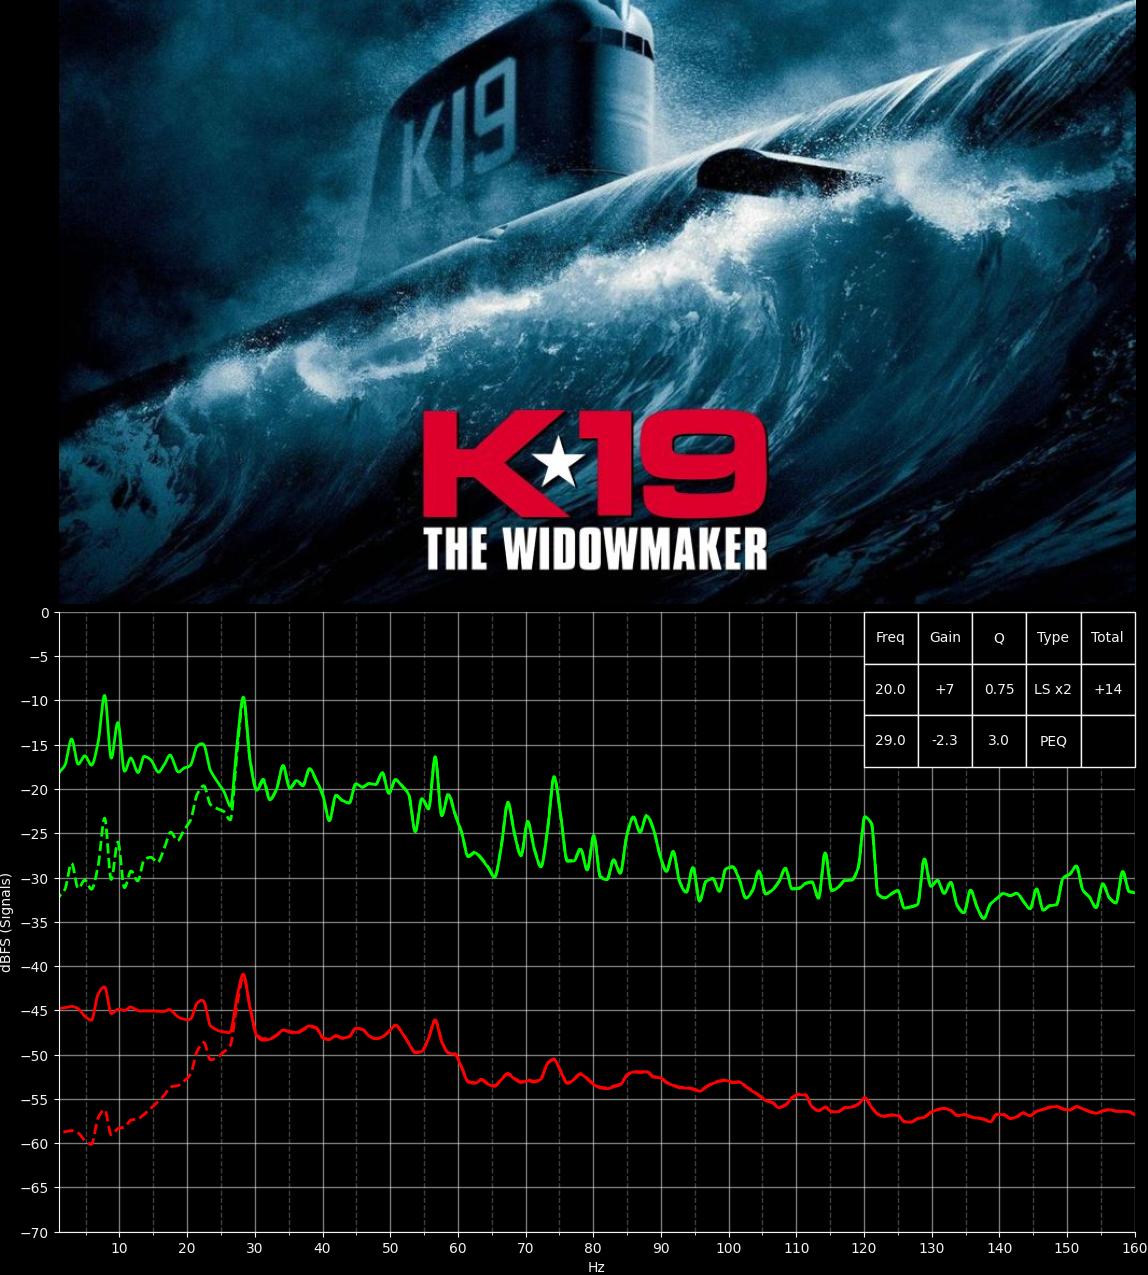 K19
K★19
THE WIDOWMAKER
Freq Gain Q Type Total
20.0 +7 0.75 LS x2 +14
29.0 -2.3 3.0 PEQ
0
−5
−10
−15
−20
−25
−30
−35
−40
−45
−50
−55
−60
−65
−70
dBFS (Signals)
10 20 30 40 50 60 70 80 90 100 110 120 130 140 150 160
Hz